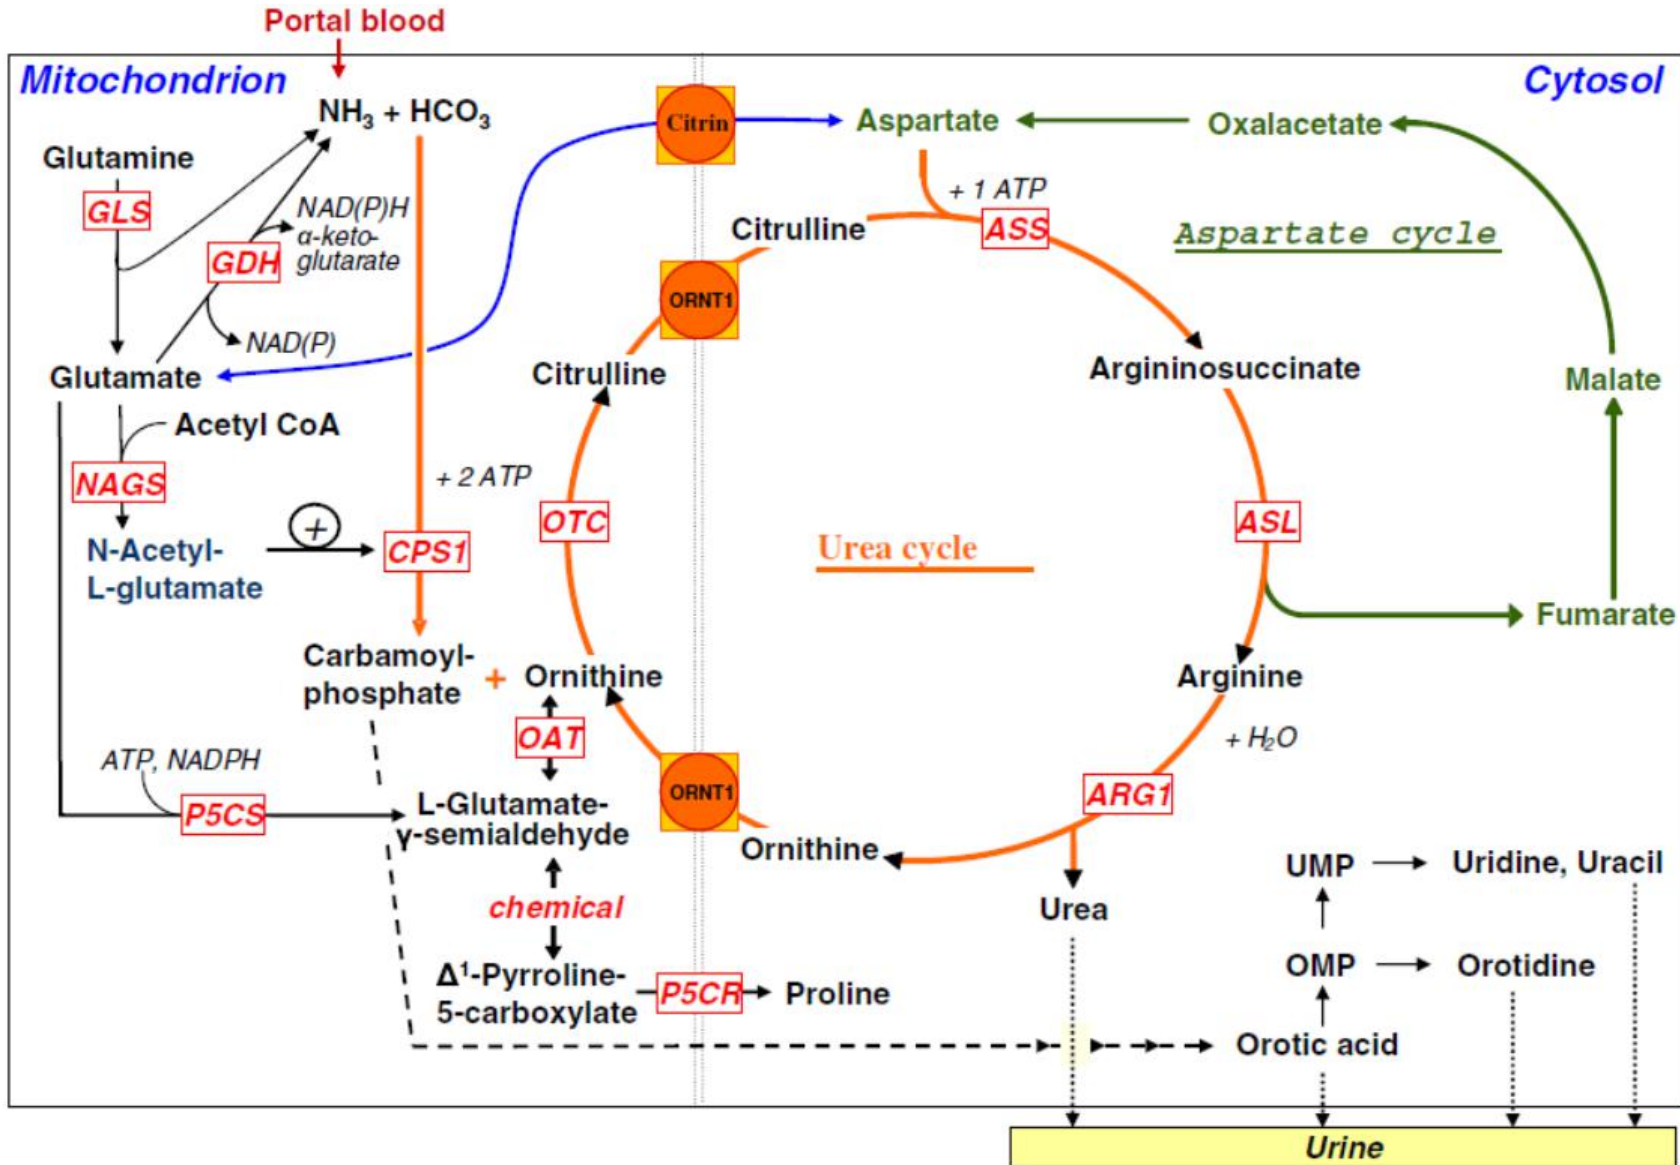 Portal blood
Mitochondrion
Cytosol
NH3 + HCO3
Citrin
Aspartate
Oxalacetate
Glutamine
GLS
NAD(P)H
α-keto-
glutarate
GDH
NAD(P)
+ 1 ATP
Citrulline
ASS
Aspartate cycle
ORNT1
Glutamate
Citrulline
Argininosuccinate
Malate
Acetyl CoA
NAGS
+ 2 ATP
OTC
ASL
+
N-Acetyl-
L-glutamate
CPS1
Urea cycle
Fumarate
Carbamoyl-
phosphate
+
Ornithine
Arginine
OAT
+ H2O
ATP, NADPH
P5CS
L-Glutamate-
γ-semialdehyde
ORNT1
ARG1
Ornithine
UMP
Uridine, Uracil
chemical
Urea
Δ1-Pyrroline-
5-carboxylate
P5CR
Proline
OMP
Orotidine
Orotic acid
Urine